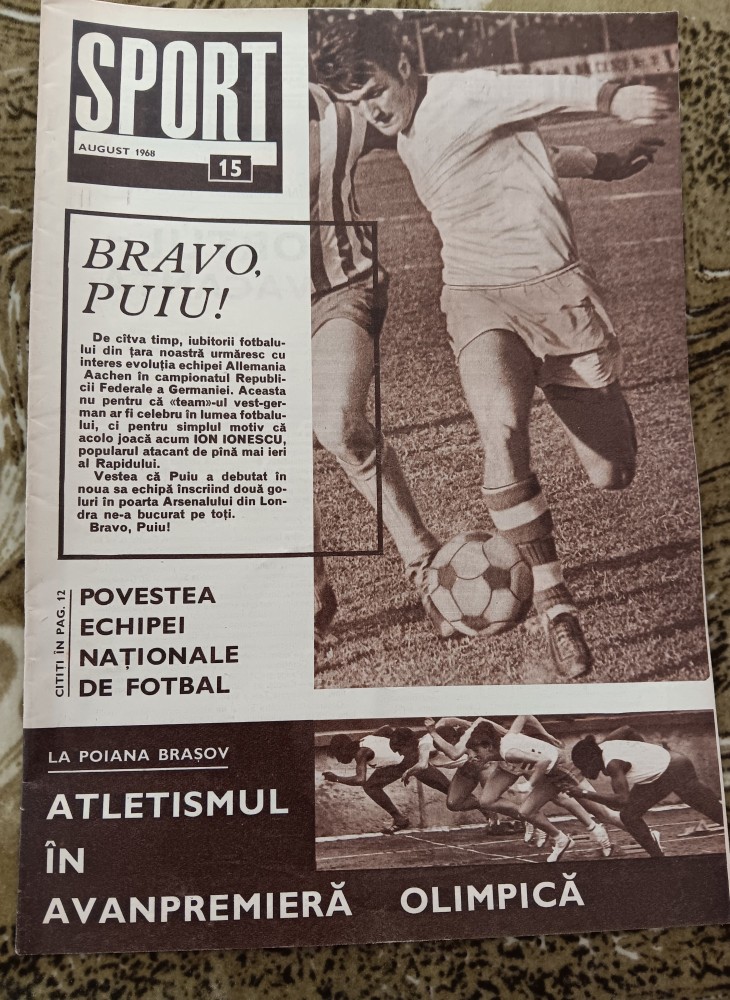 SPORT
AUGUST 1968
15
BRAVO,
PUIU!
De cîtva timp, iubitorii fotbalu-
lui din țara noastră urmăresc cu
interes evoluția echipei Allemania
Aachen în campionatul Republi-
cii Federale a Germaniei. Aceasta
nu pentru că «team»-ul vest-ger-
man ar fi celebru în lumea fotbalu-
lui, ci pentru simplul motiv că
acolo joacă acum ION IONESCU,
popularul atacant de pînă mai ieri
al Rapidului.
Vestea că Puiu a debutat în
noua sa echipă înscriind două go-
luri în poarta Arsenalului din Lon-
dra ne-a bucurat pe toți.
Bravo, Puiu!
CITITI ÎN PAG. 12
POVESTEA
ECHIPEI
NAȚIONALE
DE FOTBAL
LA POIANA BRAȘOV
ATLETISMUL
ÎN
AVANPREMIERĂ OLIMPICĂ